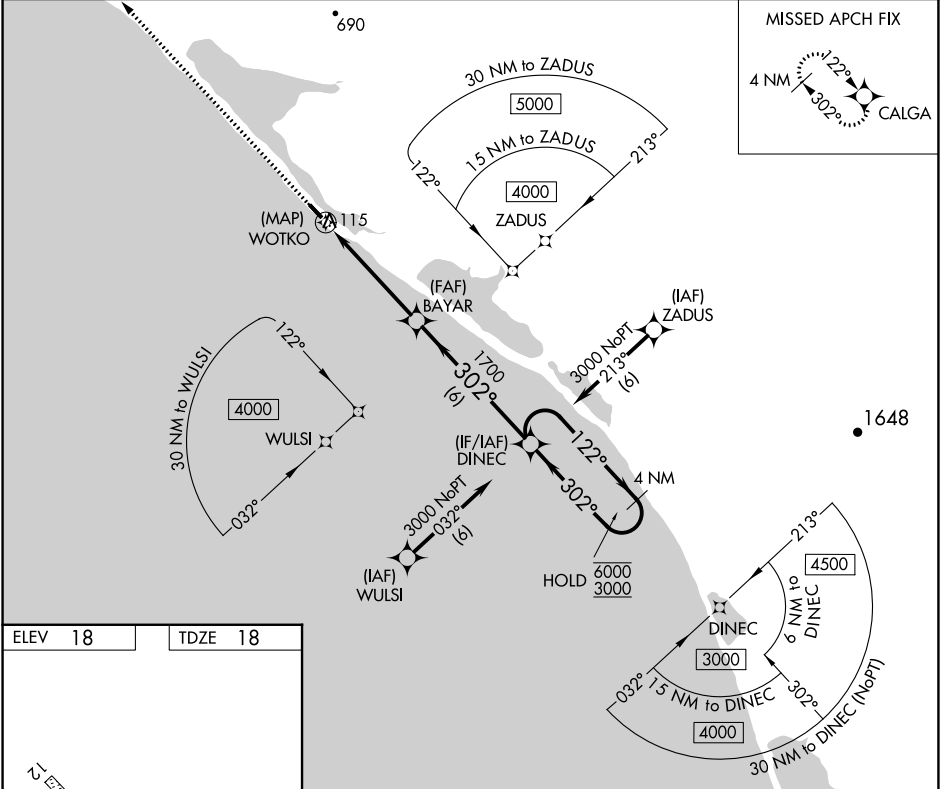 690
MISSED APCH FIX
4 NM
122°
302°
CALGA
30 NM to ZADUS
5000
15 NM to ZADUS
122°
213°
4000
ZADUS
(MAP)
WOTKO
115
(FAF)
BAYAR
(IAF)
ZADUS
3000 NoPT
213°
(6)
1700
302°
(6)
30 NM to WULSI
122°
4000
WULSI
032°
(IF/IAF)
DINEC
122°
302°
4 NM
1648
3000 NoPT
032°
(6)
(IAF)
WULSI
HOLD
6000
3000
213°
4500
6 NM to
DINEC
DINEC
3000
032°
15 NM to DINEC
302°
4000
30 NM to DINEC (NoPT)
ELEV 18
TDZE 18
12